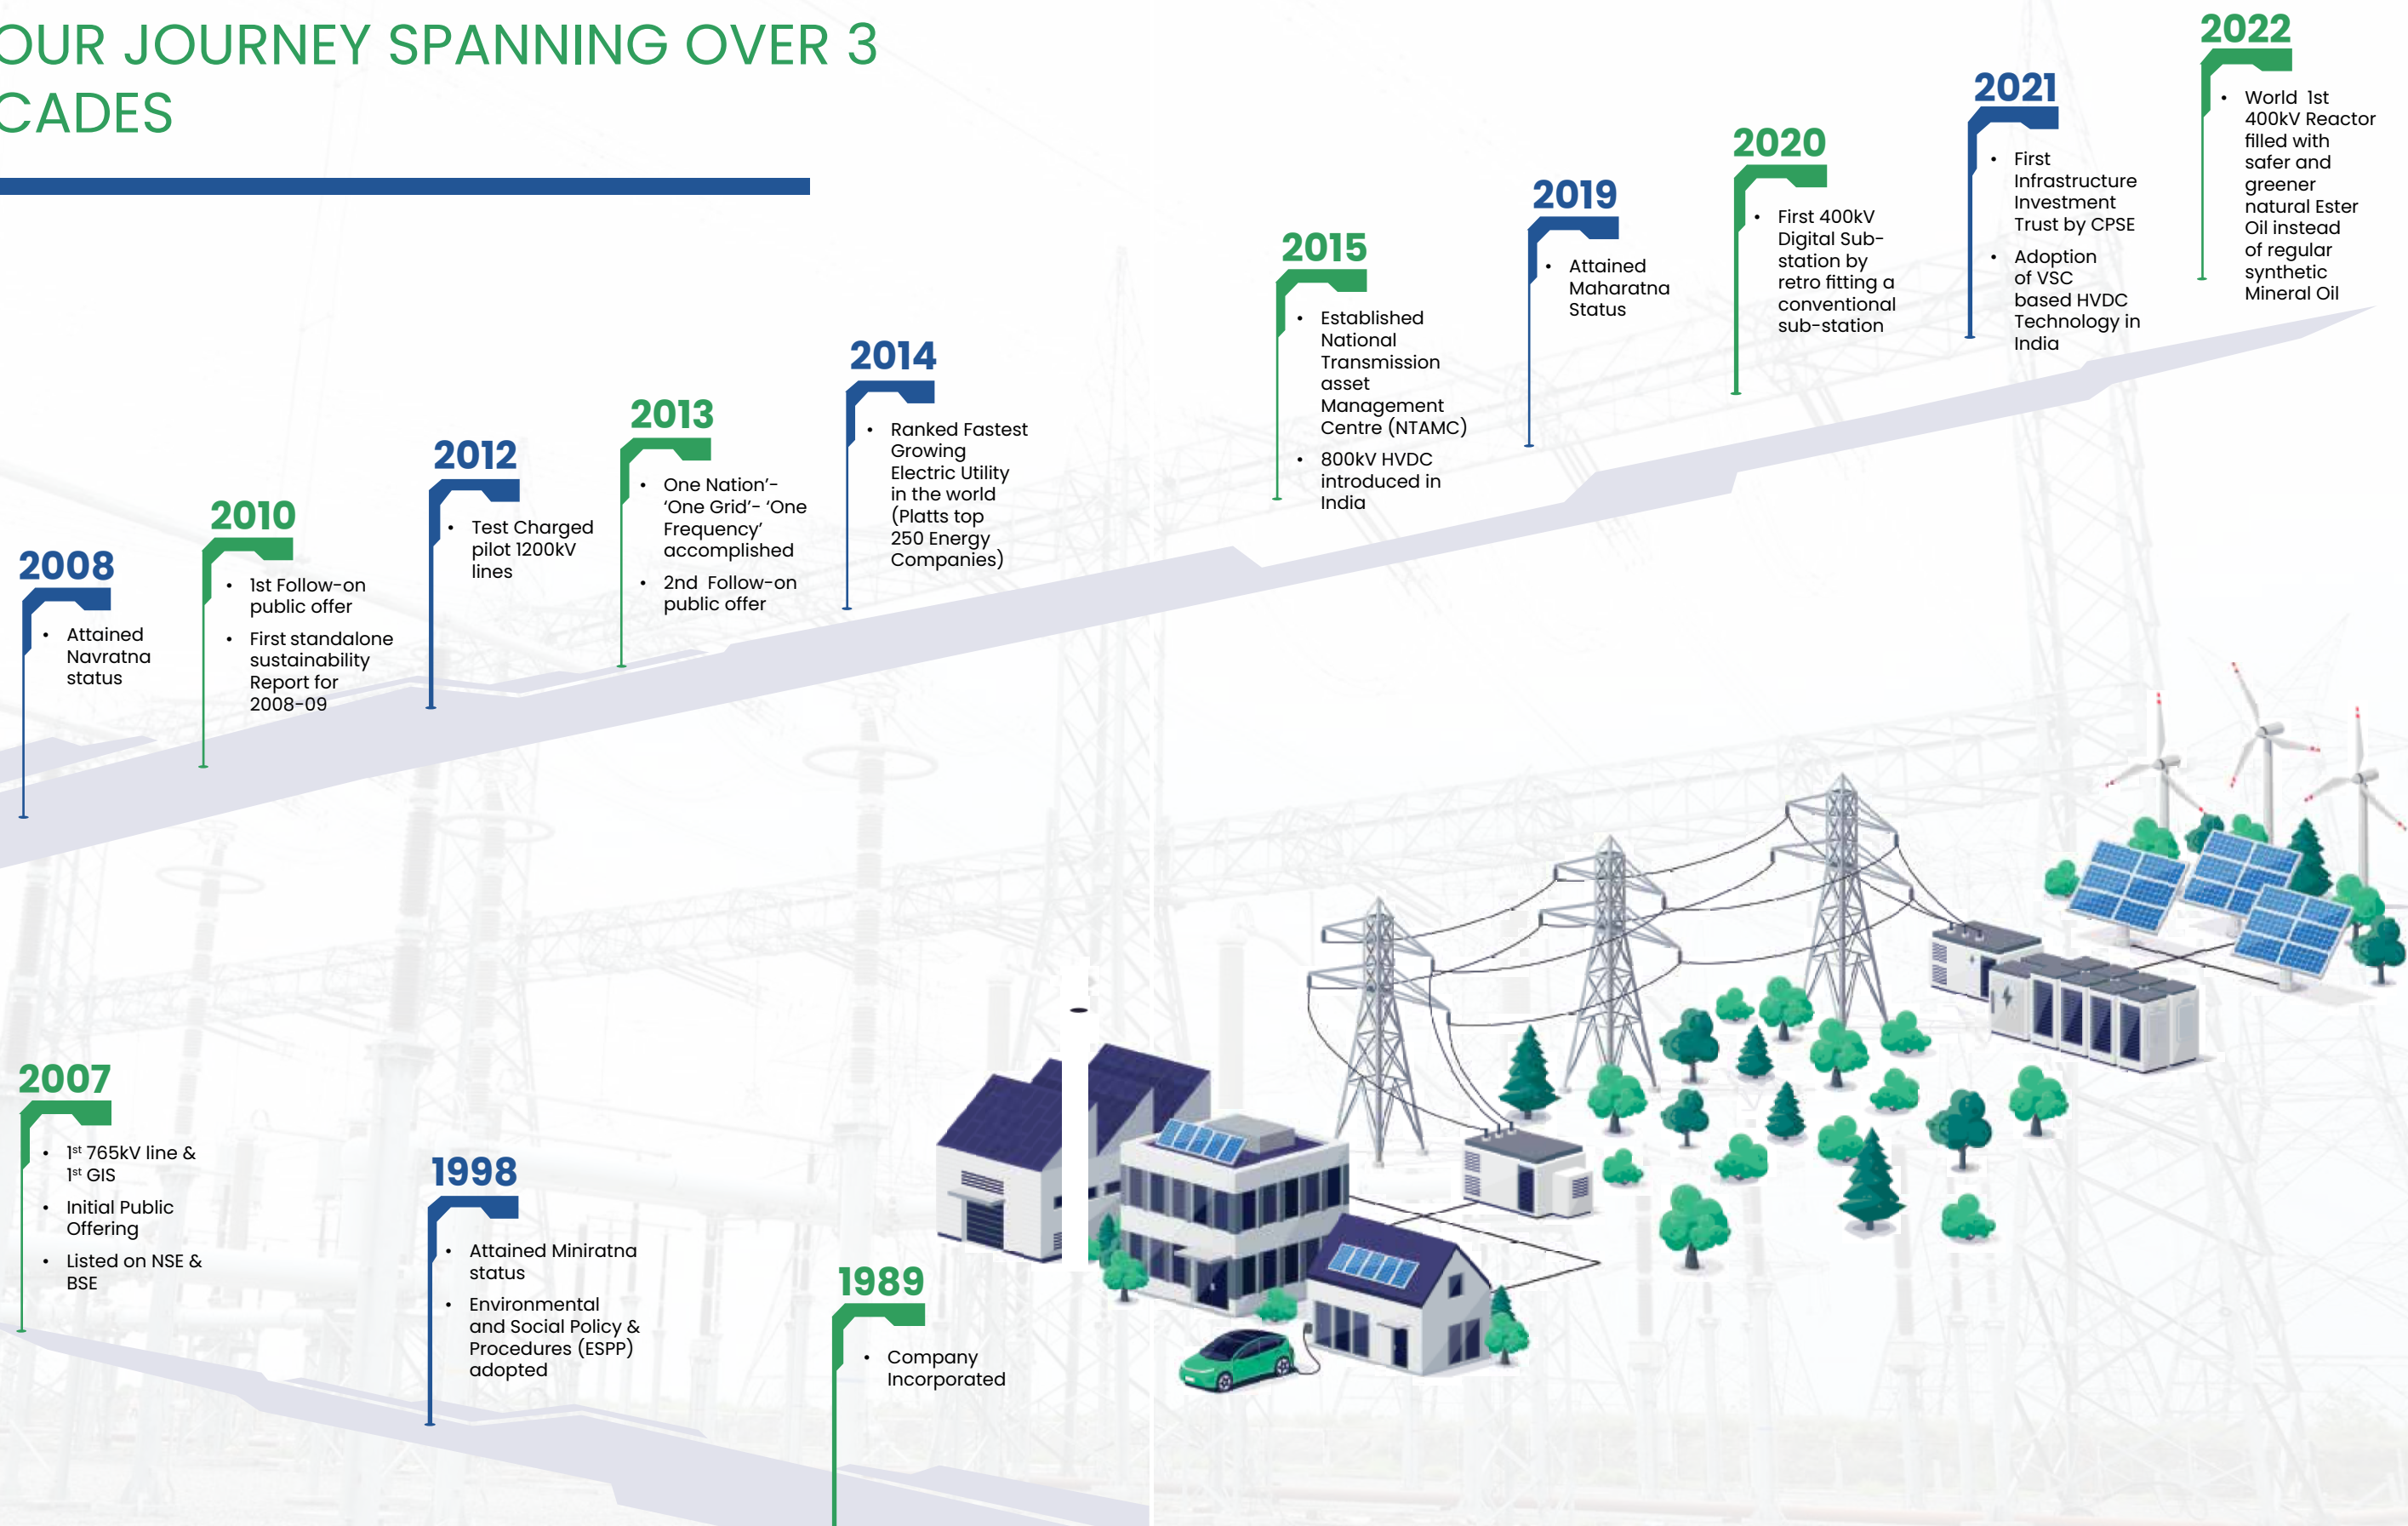 OUR JOURNEY SPANNING OVER 3
CADES
2022
• World 1st
400kV Reactor
filled with
safer and
greener
natural Ester
Oil instead
of regular
synthetic
Mineral Oil
2021
• First
Infrastructure
Investment
Trust by CPSE
• Adoption
of VSC
based HVDC
Technology in
India
2020
• First 400kV
Digital Sub-
station by
retro fitting a
conventional
sub-station
2019
• Attained
Maharatna
Status
2015
• Established
National
Transmission
asset
Management
Centre (NTAMC)
• 800kV HVDC
introduced in
India
2014
• Ranked Fastest
Growing
Electric Utility
in the world
(Platts top
250 Energy
Companies)
2013
• One Nation’-
‘One Grid’- ‘One
Frequency’
accomplished
• 2nd Follow-on
public offer
2012
• Test Charged
pilot 1200kV
lines
2010
• 1st Follow-on
public offer
• First standalone
sustainability
Report for
2008-09
2008
• Attained
Navratna
status
2007
• 1st 765kV line &
1st GIS
• Initial Public
Offering
• Listed on NSE &
BSE
1998
• Attained Miniratna
status
• Environmental
and Social Policy &
Procedures (ESPP)
adopted
1989
• Company
Incorporated